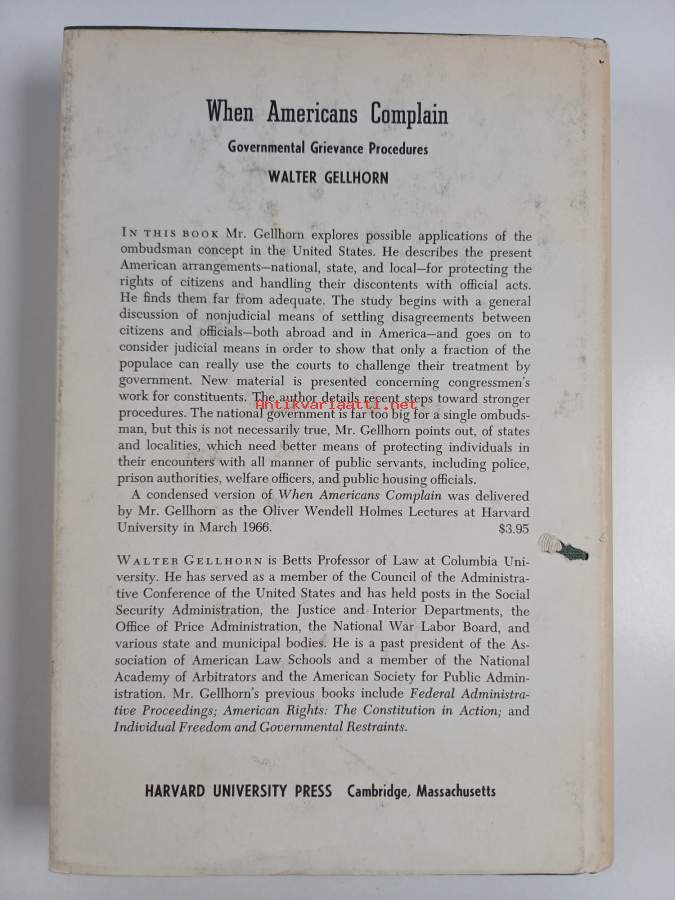 When Americans Complain
Governmental Grievance Procedures
WALTER GELLHORN
IN THIS BOOK Mr. Gellhorn explores possible applications of the
ombudsman concept in the United States. He describes the present
American arrangements—national, state, and local—for protecting the
rights of citizens and handling their discontents with official acts.
He finds them far from adequate. The study begins with a general
discussion of nonjudicial means of settling disagreements between
citizens and officials—both abroad and in America—and goes on to
consider judicial means in order to show that only a fraction of the
populace can really use the courts to challenge their treatment by
government. New material is presented concerning congressmen's
work for constituents. The author details recent steps toward stronger
Antikvariaatti.net
procedures. The national government is far too big for a single ombuds-
man, but this is not necessarily true, Mr. Gellhorn points out, of states
and localities, which need better means of protecting individuals in
their encounters with all manner of public servants, including police,
prison authorities, welfare officers, and public housing officials.
A condensed version of When Americans Complain was delivered
by Mr. Gellhorn as the Oliver Wendell Holmes Lectures at Harvard
University in March 1966. $3.95
WALTER GELLHORN is Betts Professor of Law at Columbia Uni-
versity. He has served as a member of the Council of the Administra-
tive Conference of the United States and has held posts in the Social
Security Administration, the Justice and Interior Departments, the
Office of Price Administration, the National War Labor Board, and
various state and municipal bodies. He is a past president of the As-
sociation of American Law Schools and a member of the National
Academy of Arbitrators and the American Society for Public Admin-
istration. Mr. Gellhorn's previous books include Federal Administra-
tive Proceedings; American Rights: The Constitution in Action; and
Individual Freedom and Governmental Restraints.
HARVARD UNIVERSITY PRESS Cambridge, Massachusetts